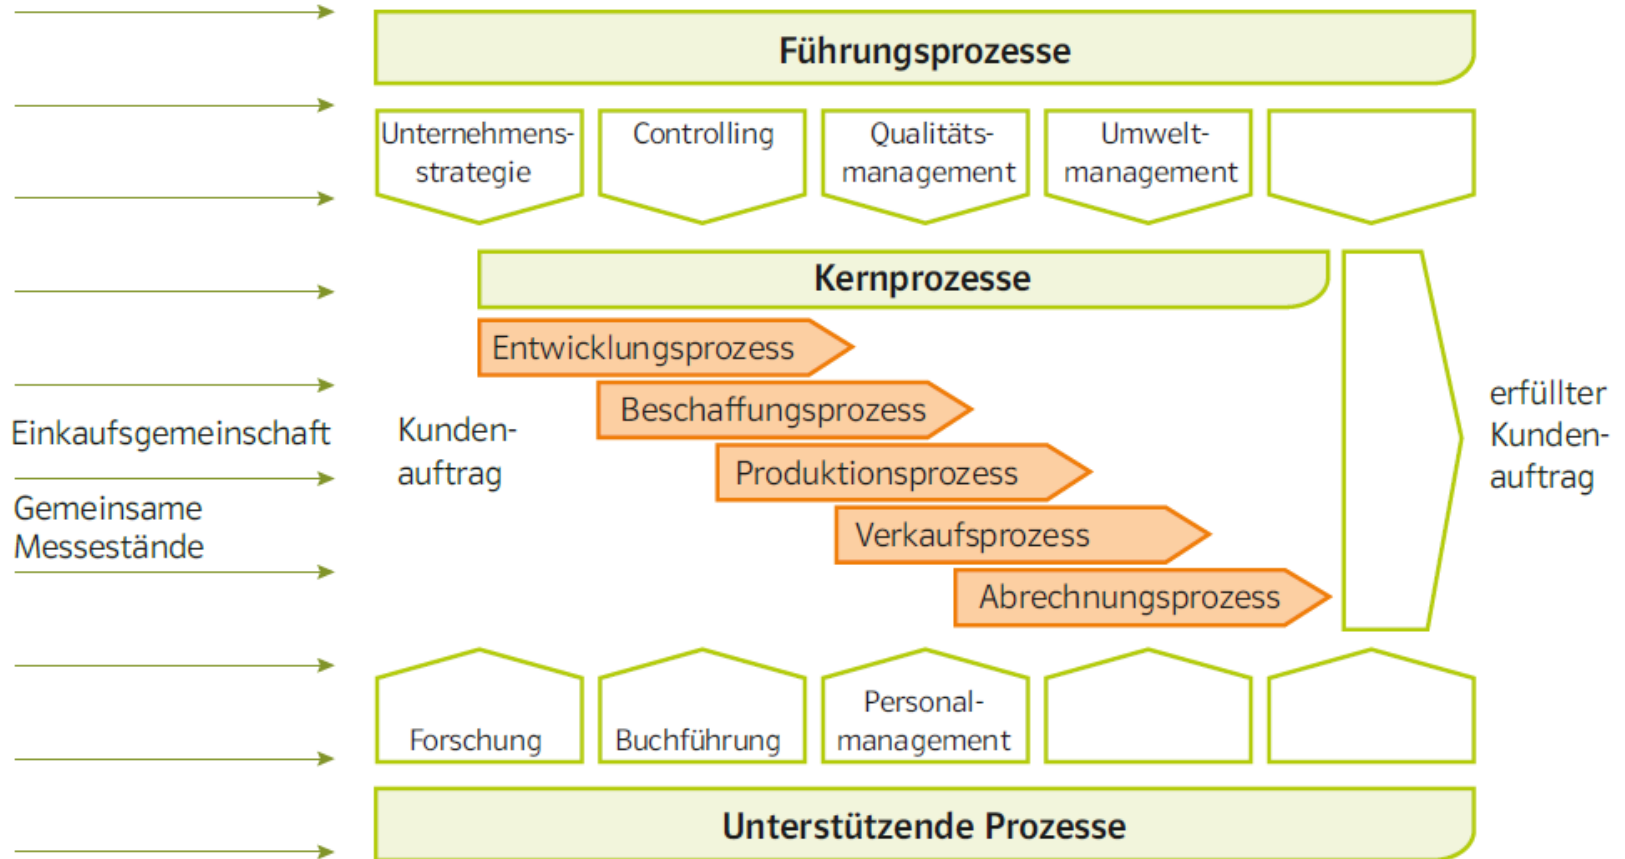 Führungsprozesse
Unternehmens-
strategie
Controlling
Qualitäts-
management
Umwelt-
management
Kernprozesse
Entwicklungsprozess
Beschaffungsprozess
Produktionsprozess
Verkaufsprozess
Abrechnungsprozess
Einkaufsgemeinschaft
Gemeinsame
Messestände
Kunden-
auftrag
erfüllter
Kunden-
auftrag
Forschung
Buchführung
Personal-
management
Unterstützende Prozesse